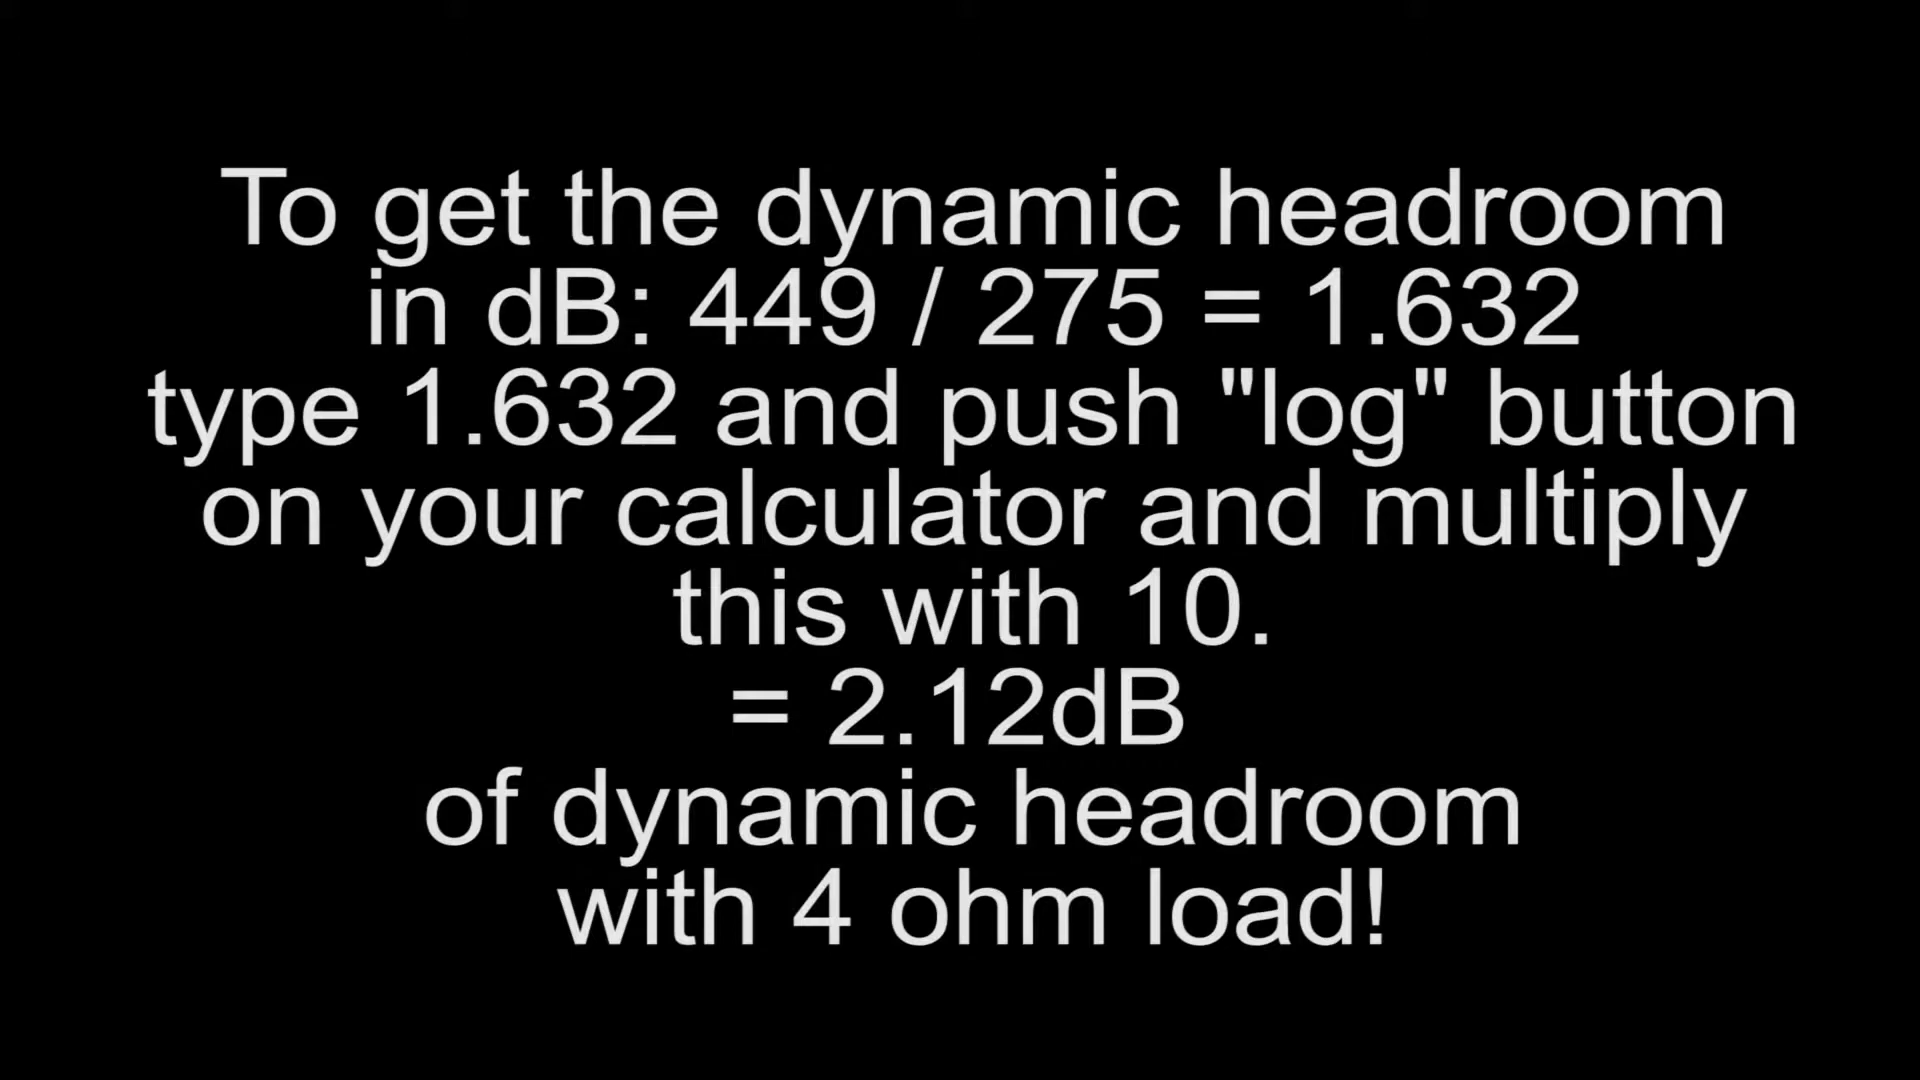 To get the dynamic headroom
in dB: 449 / 275 = 1.632
type 1.632 and push "log" button
on your calculator and multiply
this with 10.
= 2.12dB
of dynamic headroom
with 4 ohm load!